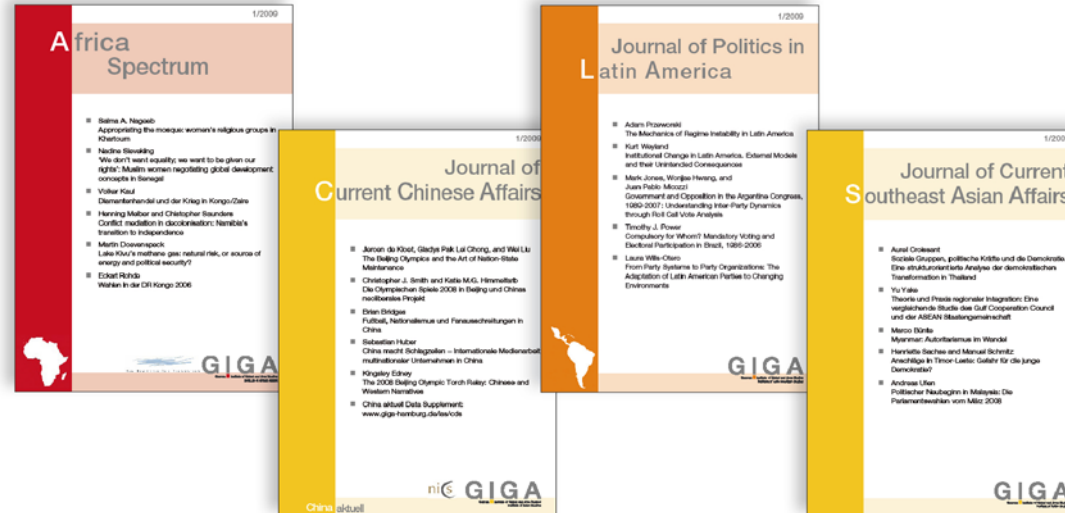 1/2009
Africa
Spectrum
Salma A. Nageeb
Appropriating the mosque: women's religious groups in
Khartoum
Nadine Sieveking
'We don't want equality; we want to be given our
rights': Muslim women negotiating global development
concepts in Senegal
Volker Kaul
Diamantenhandel und der Krieg in Kongo/Zaire
Henning Melber and Christopher Saunders
Conflict mediation in decolonisation: Namibia's
transition to independence
Martin Doevenspeck
Lake Kivu's methane gas: natural risk, or source of
energy and political security?
Eckart Rohde
Wahlen in der DR Kongo 2006
GIGA
1/2009
Journal of
Current Chinese Affairs
Jeroen de Kloet, Gladys Pak Lei Chong, and Wei Liu
The Beijing Olympics and the Art of Nation-State
Maintenance
Christopher J. Smith and Katie M.G. Himmelfarb
Die Olympischen Spiele 2008 in Beijing und Chinas
neoliberales Projekt
Brian Bridges
Fußball, Nationalismus und Fanausschreitungen in
China
Sebastian Huber
China macht Schlagzeilen – Internationale Medienarbeit
multinationaler Unternehmen in China
Kingsley Edney
The 2008 Beijing Olympic Torch Relay: Chinese and
Western Narratives
China aktuell Data Supplement:
www.giga-hamburg.de/ias/cds
GIGA
China aktuell
1/2009
Journal of Politics in
Latin America
Adam Przeworski
The Mechanics of Regime Instability in Latin America
Kurt Weyland
Institutional Change in Latin America. External Models
and their Unintended Consequences
Mark Jones, Wonjae Hwang, and
Juan Pablo Micozzi
Government and Opposition in the Argentine Congress,
1989-2007: Understanding Inter-Party Dynamics
through Roll Call Vote Analysis
Timothy J. Power
Compulsory for Whom? Mandatory Voting and
Electoral Participation in Brazil, 1986-2006
Laura Wills-Otero
From Party Systems to Party Organizations: The
Adaptation of Latin American Parties to Changing
Environments
GIGA
1/200
Journal of Current
Southeast Asian Affairs
Aurel Croissant
Soziale Gruppen, politische Kräfte und die Demokratie.
Eine strukturorientierte Analyse der demokratischen
Transformation in Thailand
Yu Yake
Theorie und Praxis regionaler Integration: Eine
vergleichende Studie des Gulf Cooperation Council
und der ASEAN Staatengemeinschaft
Marco Bünte
Myanmar: Autoritarismus im Wandel
Henriette Sachse and Manuel Schmitz
Anschläge in Timor-Leste: Gefahr für die junge
Demokratie?
Andreas Ufen
Politischer Neubeginn in Malaysia: Die
Parlamentswahlen vom März 2008
GIGA